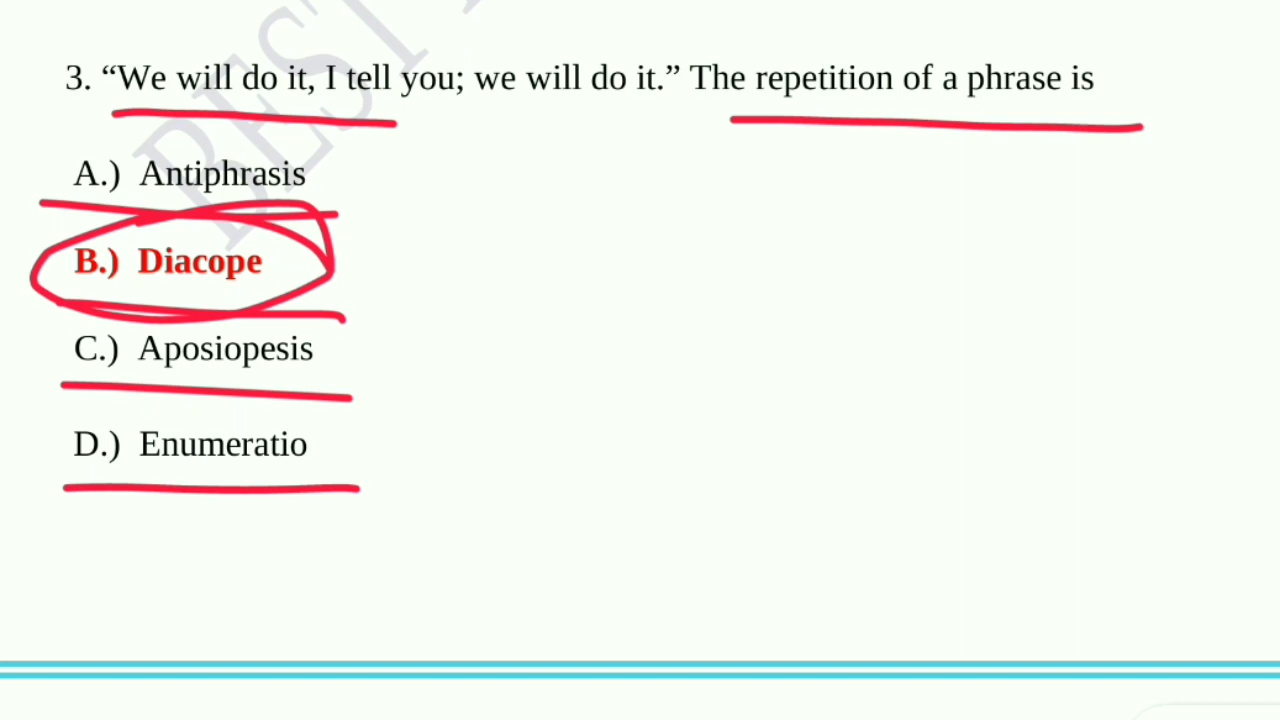 BEST
3. “We will do it, I tell you; we will do it.” The repetition of a phrase is
A.) Antiphrasis
B.) Diacope
C.) Aposiopesis
D.) Enumeratio